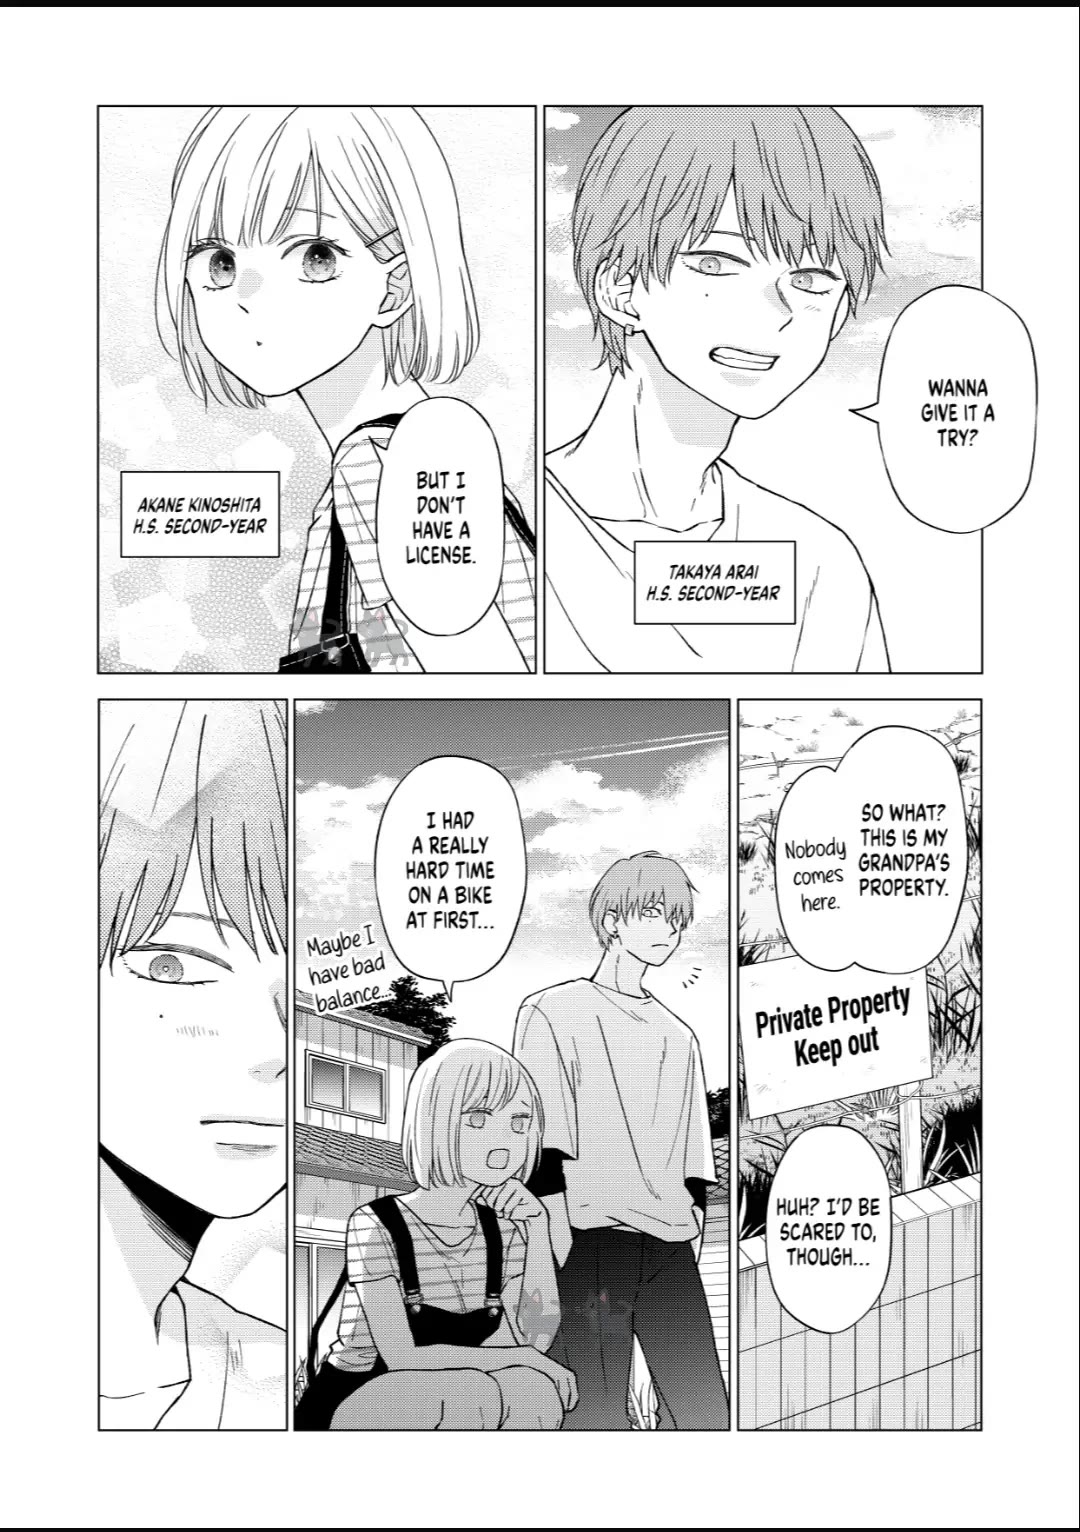 WANNA
GIVE IT A
TRY?
TAKAYA ARAI
H.S. SECOND-YEAR
BUT I
DON'T
HAVE A
LICENSE.
AKANE KINOSHITA
H.S. SECOND-YEAR
SO WHAT?
THIS IS MY
GRANDPA'S
PROPERTY.
Nobody
comes
here.
Private Property
Keep out
HUH? I'D BE
SCARED TO,
THOUGH...
I HAD
A REALLY
HARD TIME
ON A BIKE
AT FIRST...
Maybe I
have bad
balance...